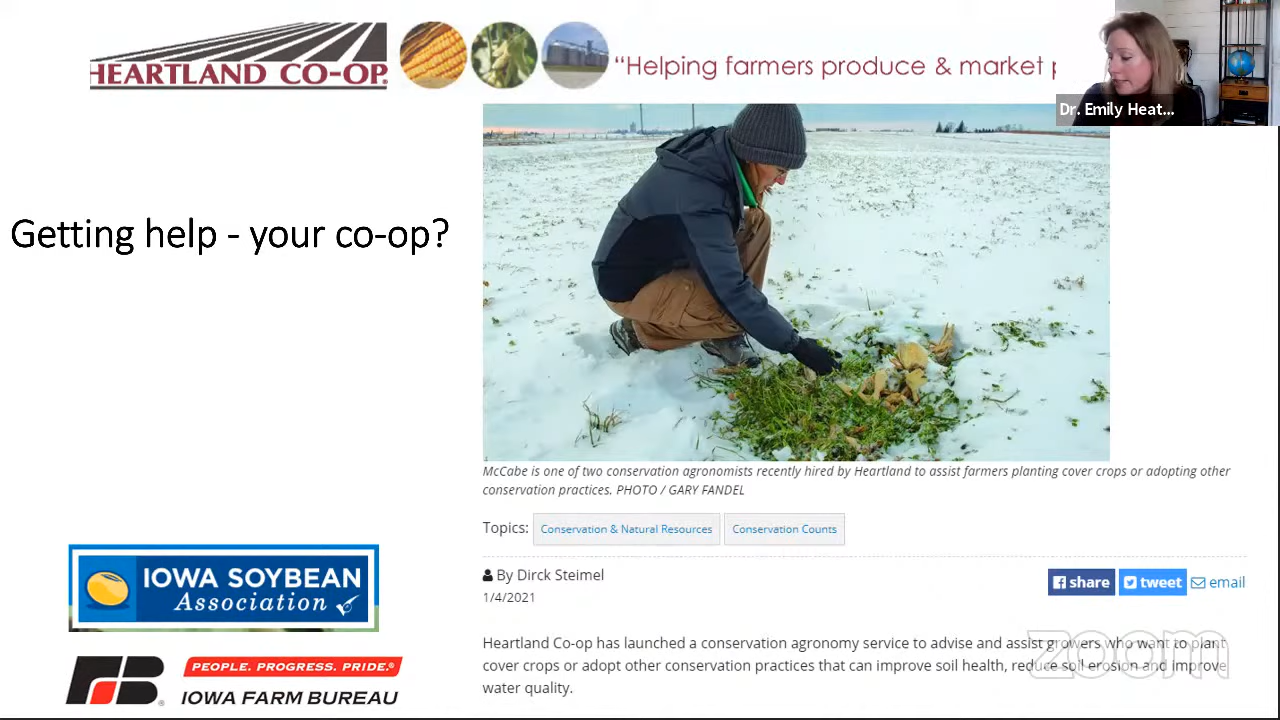 HEARTLAND CO-OP.
“Helping farmers produce & market
Dr. Emily Heat...
Getting help - your co-op?
McCabe is one of two conservation agronomists recently hired by Heartland to assist farmers planting cover crops or adopting other
conservation practices. PHOTO / GARY FANDEL
Topics: Conservation & Natural Resources Conservation Counts
By Dirck Steimel
share tweet email
1/4/2021
Heartland Co-op has launched a conservation agronomy service to advise and assist growers who want to plant
cover crops or adopt other conservation practices that can improve soil health, reduce soil erosion and improve
water quality.
zoom
IOWA SOYBEAN
Association
FB
PEOPLE. PROGRESS. PRIDE.®
IOWA FARM BUREAU